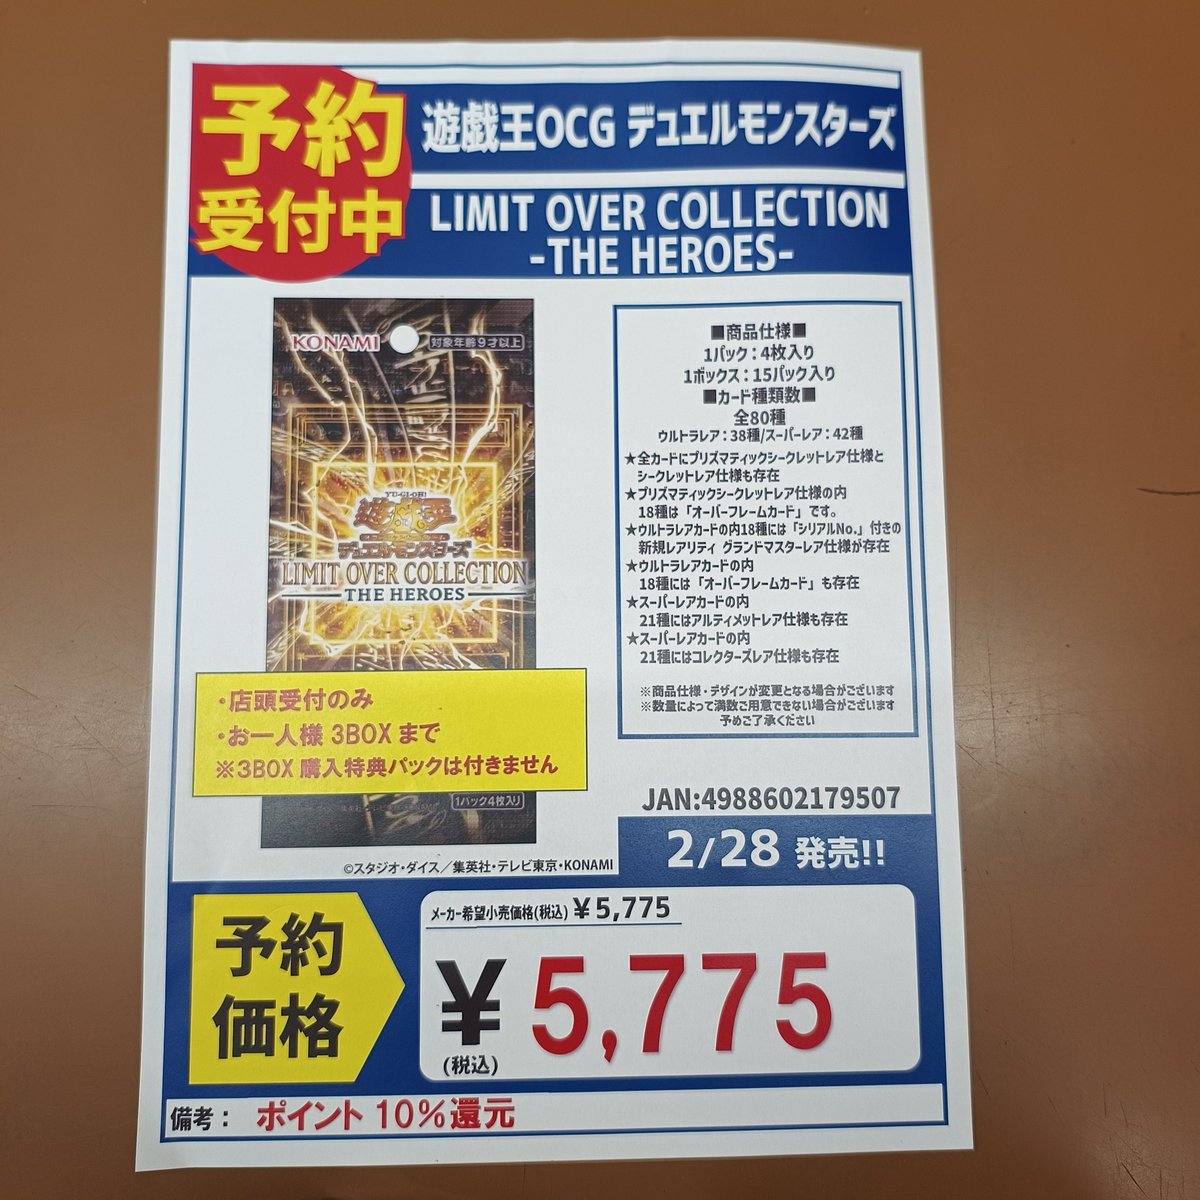 予約
受付中
遊戯王OCG デュエルモンスターズ
LIMIT OVER COLLECTION
-THE HEROES-
KONAMI
対象年齢9才以上
YU-GI-OH!
遊戯王
デュエルモンスターズ
LIMIT OVER COLLECTION
THE HEROES
・店頭受付のみ
・お一人様 3BOX まで
※3BOX 購入特典パックは付きません
1パック4枚入り
©スタジオ・ダイス／集英社・テレビ東京・KONAMI
■商品仕様■
1パック：4枚入り
1ボックス：15パック入り
■カード種類数■
全80種
ウルトラレア：38種/スーパーレア：42種
★全カードにプリズマティックシークレットレア仕様と
シークレットレア仕様も存在
★プリズマティックシークレットレア仕様の内
18種は「オーバーフレームカード」です。
★ウルトラレアカードの内18種には「シリアルNo.」付きの
新規レアリティ グランドマスターレア仕様が存在
★ウルトラレアカードの内
18種には「オーバーフレームカード」も存在
★スーパーレアカードの内
21種にはアルティメットレア仕様も存在
★スーパーレアカードの内
21種にはコレクターズレア仕様も存在
※商品仕様・デザインが変更となる場合がございます
※数量によって満数ご用意できない場合がございます
予めご了承ください
JAN:4988602179507
2/28 発売!!
予約
価格
メーカー希望小売価格(税込) ¥5,775
¥5,775
(税込)
備考： ポイント 10%還元